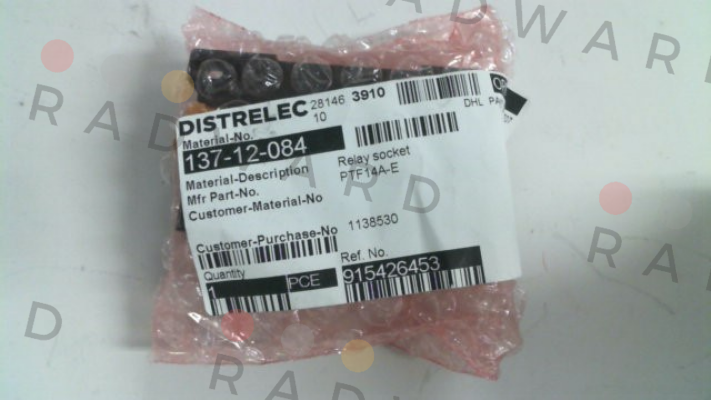 RADWARD
DISTRELEC 28146 3910
10
DHL
Material-No.
137-12-084
Material-Description Relay socket
Mfr Part-No. PTF14A-E
Customer-Material-No
Customer-Purchase-No 1138530
Ref. No.
Quantity
1 PCE 915426453